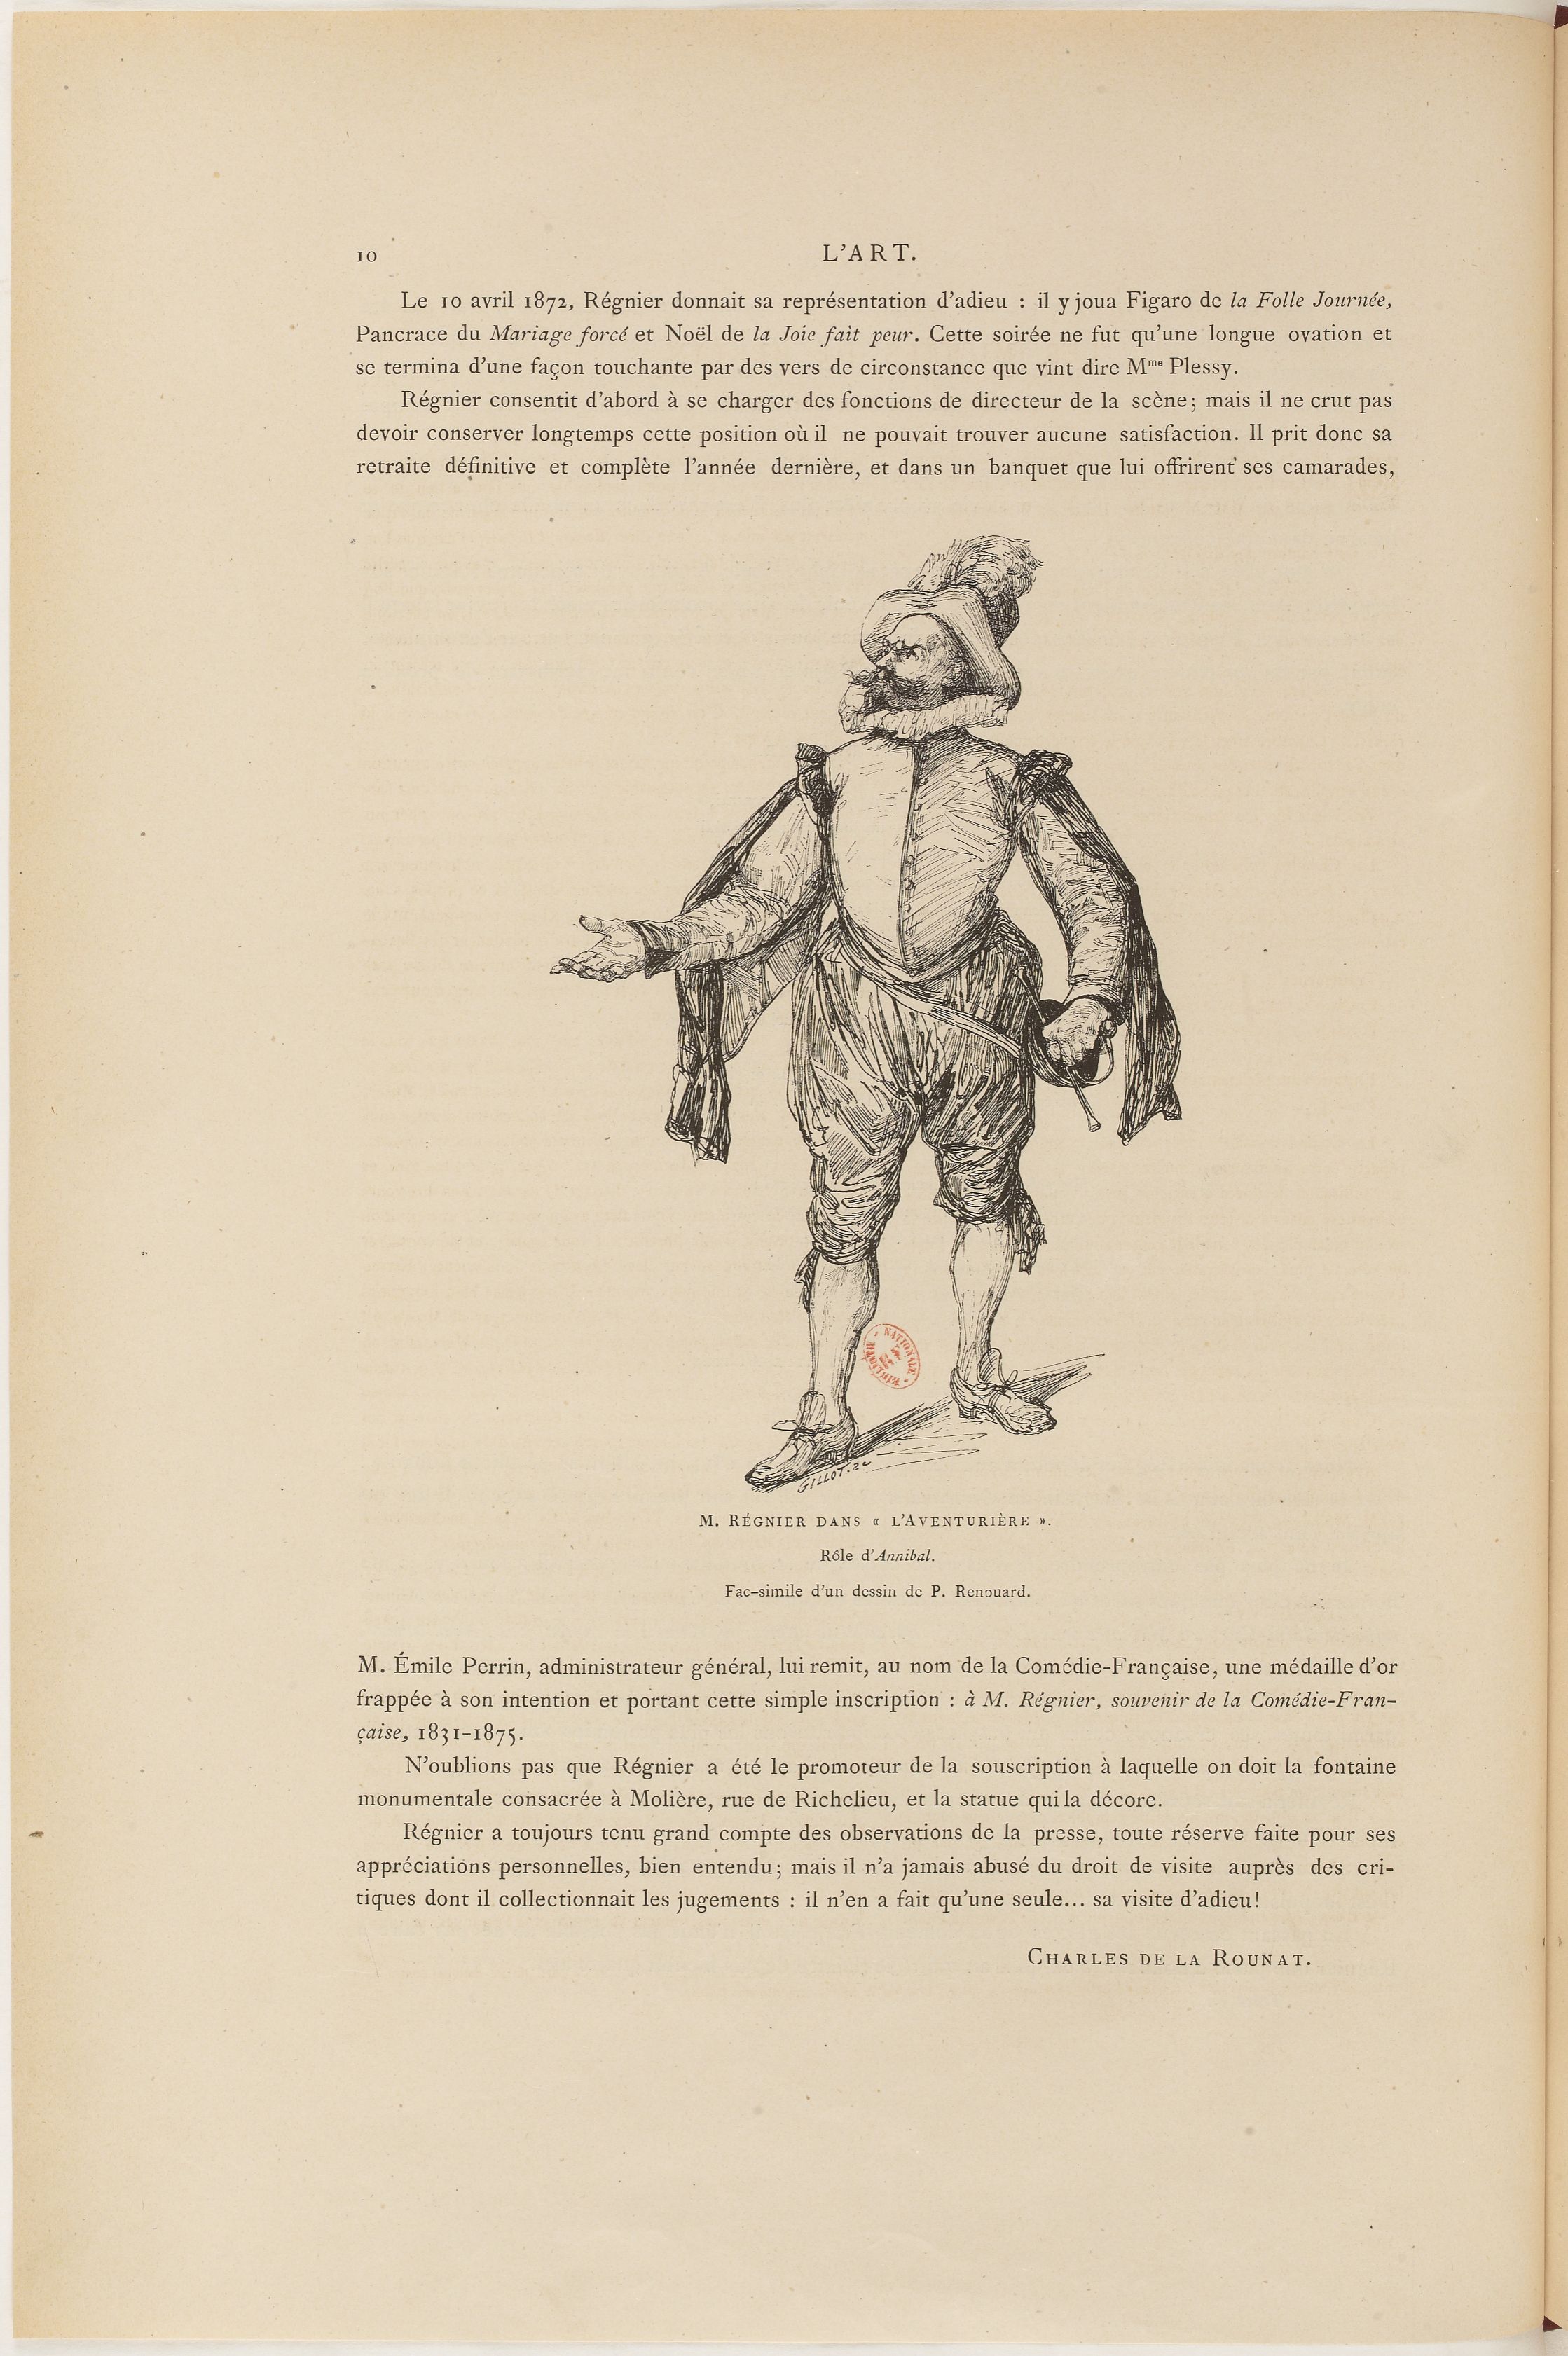 10
L'ART.
Le 10 avril 1872, Régnier donnait sa représentation d'adieu : il y joua Figaro de la Folle Journée,
Pancrace du Mariage forcé et Noël de la Joie fait peur. Cette soirée ne fut qu'une longue ovation et
se termina d'une façon touchante par des vers de circonstance que vint dire Mme Plessy.
Régnier consentit d'abord à se charger des fonctions de directeur de la scène; mais il ne crut pas
devoir conserver longtemps cette position où il ne pouvait trouver aucune satisfaction. Il prit donc sa
retraite définitive et complète l'année dernière, et dans un banquet que lui offrirent ses camarades,
BIBLIOTHÈQUE NATIONALE
GILLOT. Sc
M. RÉGNIER DANS « L'AVENTURIÈRE ».
Rôle d'Annibal.
Fac-simile d'un dessin de P. Renouard.
M. Émile Perrin, administrateur général, lui remit, au nom de la Comédie-Française, une médaille d'or
frappée à son intention et portant cette simple inscription : à M. Régnier, souvenir de la Comédie-Fran-
çaise, 1831-1875.
N'oublions pas que Régnier a été le promoteur de la souscription à laquelle on doit la fontaine
monumentale consacrée à Molière, rue de Richelieu, et la statue qui la décore.
Régnier a toujours tenu grand compte des observations de la presse, toute réserve faite pour ses
appréciations personnelles, bien entendu; mais il n'a jamais abusé du droit de visite auprès des cri-
tiques dont il collectionnait les jugements : il n'en a fait qu'une seule... sa visite d'adieu!
CHARLES DE LA ROUNAT.